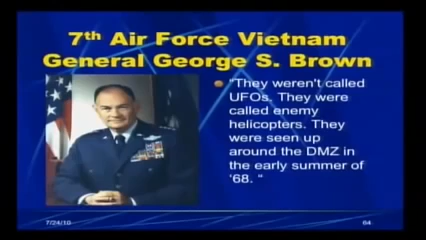 7th Air Force Vietnam
General George S. Brown
"They weren't called
UFOs. They were
called enemy
helicopters. They
were seen up
around the DMZ in
the early summer of
'68. "
7/24/10
64